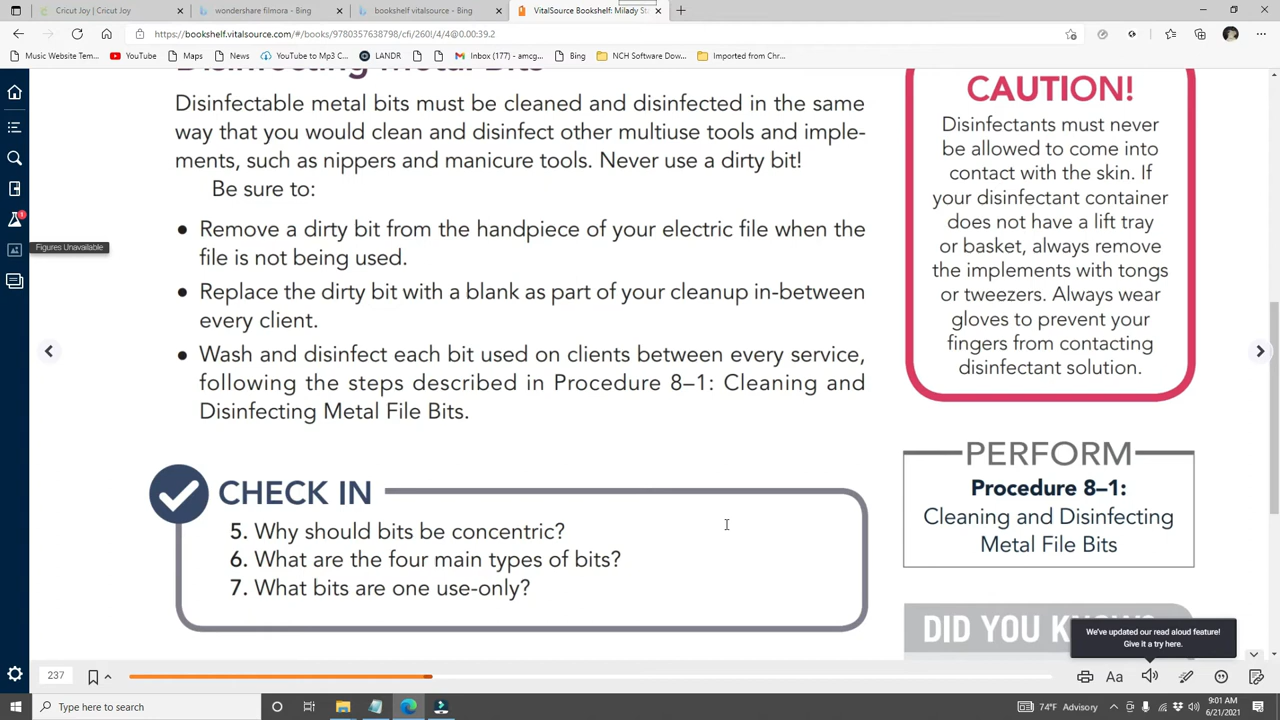 Cricut Joy | Cricut Joy
wondershare filmora - Bing
bookshelf vitalsource - Bing
VitalSource Bookshelf: Milady St
https://bookshelf.vitalsource.com/#/books/9780357638798/cfi/260!/4/4@0.00:39.2
Music Website Tem...
YouTube
Maps
News
YouTube to Mp3 C...
LANDR
Inbox (177) - amcg...
Bing
NCH Software Dow...
Imported from Chr...
Disinfecting Metal Bits
Disinfectable metal bits must be cleaned and disinfected in the same
way that you would clean and disinfect other multiuse tools and imple-
ments, such as nippers and manicure tools. Never use a dirty bit!
Be sure to:
• Remove a dirty bit from the handpiece of your electric file when the
file is not being used.
• Replace the dirty bit with a blank as part of your cleanup in-between
every client.
• Wash and disinfect each bit used on clients between every service,
following the steps described in Procedure 8–1: Cleaning and
Disinfecting Metal File Bits.
CHECK IN
5. Why should bits be concentric?
6. What are the four main types of bits?
7. What bits are one use-only?
CAUTION!
Disinfectants must never
be allowed to come into
contact with the skin. If
your disinfectant container
does not have a lift tray
or basket, always remove
the implements with tongs
or tweezers. Always wear
gloves to prevent your
fingers from contacting
disinfectant solution.
PERFORM
Procedure 8–1:
Cleaning and Disinfecting
Metal File Bits
DID YOU KNOW?
We've updated our read aloud feature!
Give it a try here.
Figures Unavailable
1
237
Aa
Type here to search
74°F Advisory
9:01 AM
6/21/2021